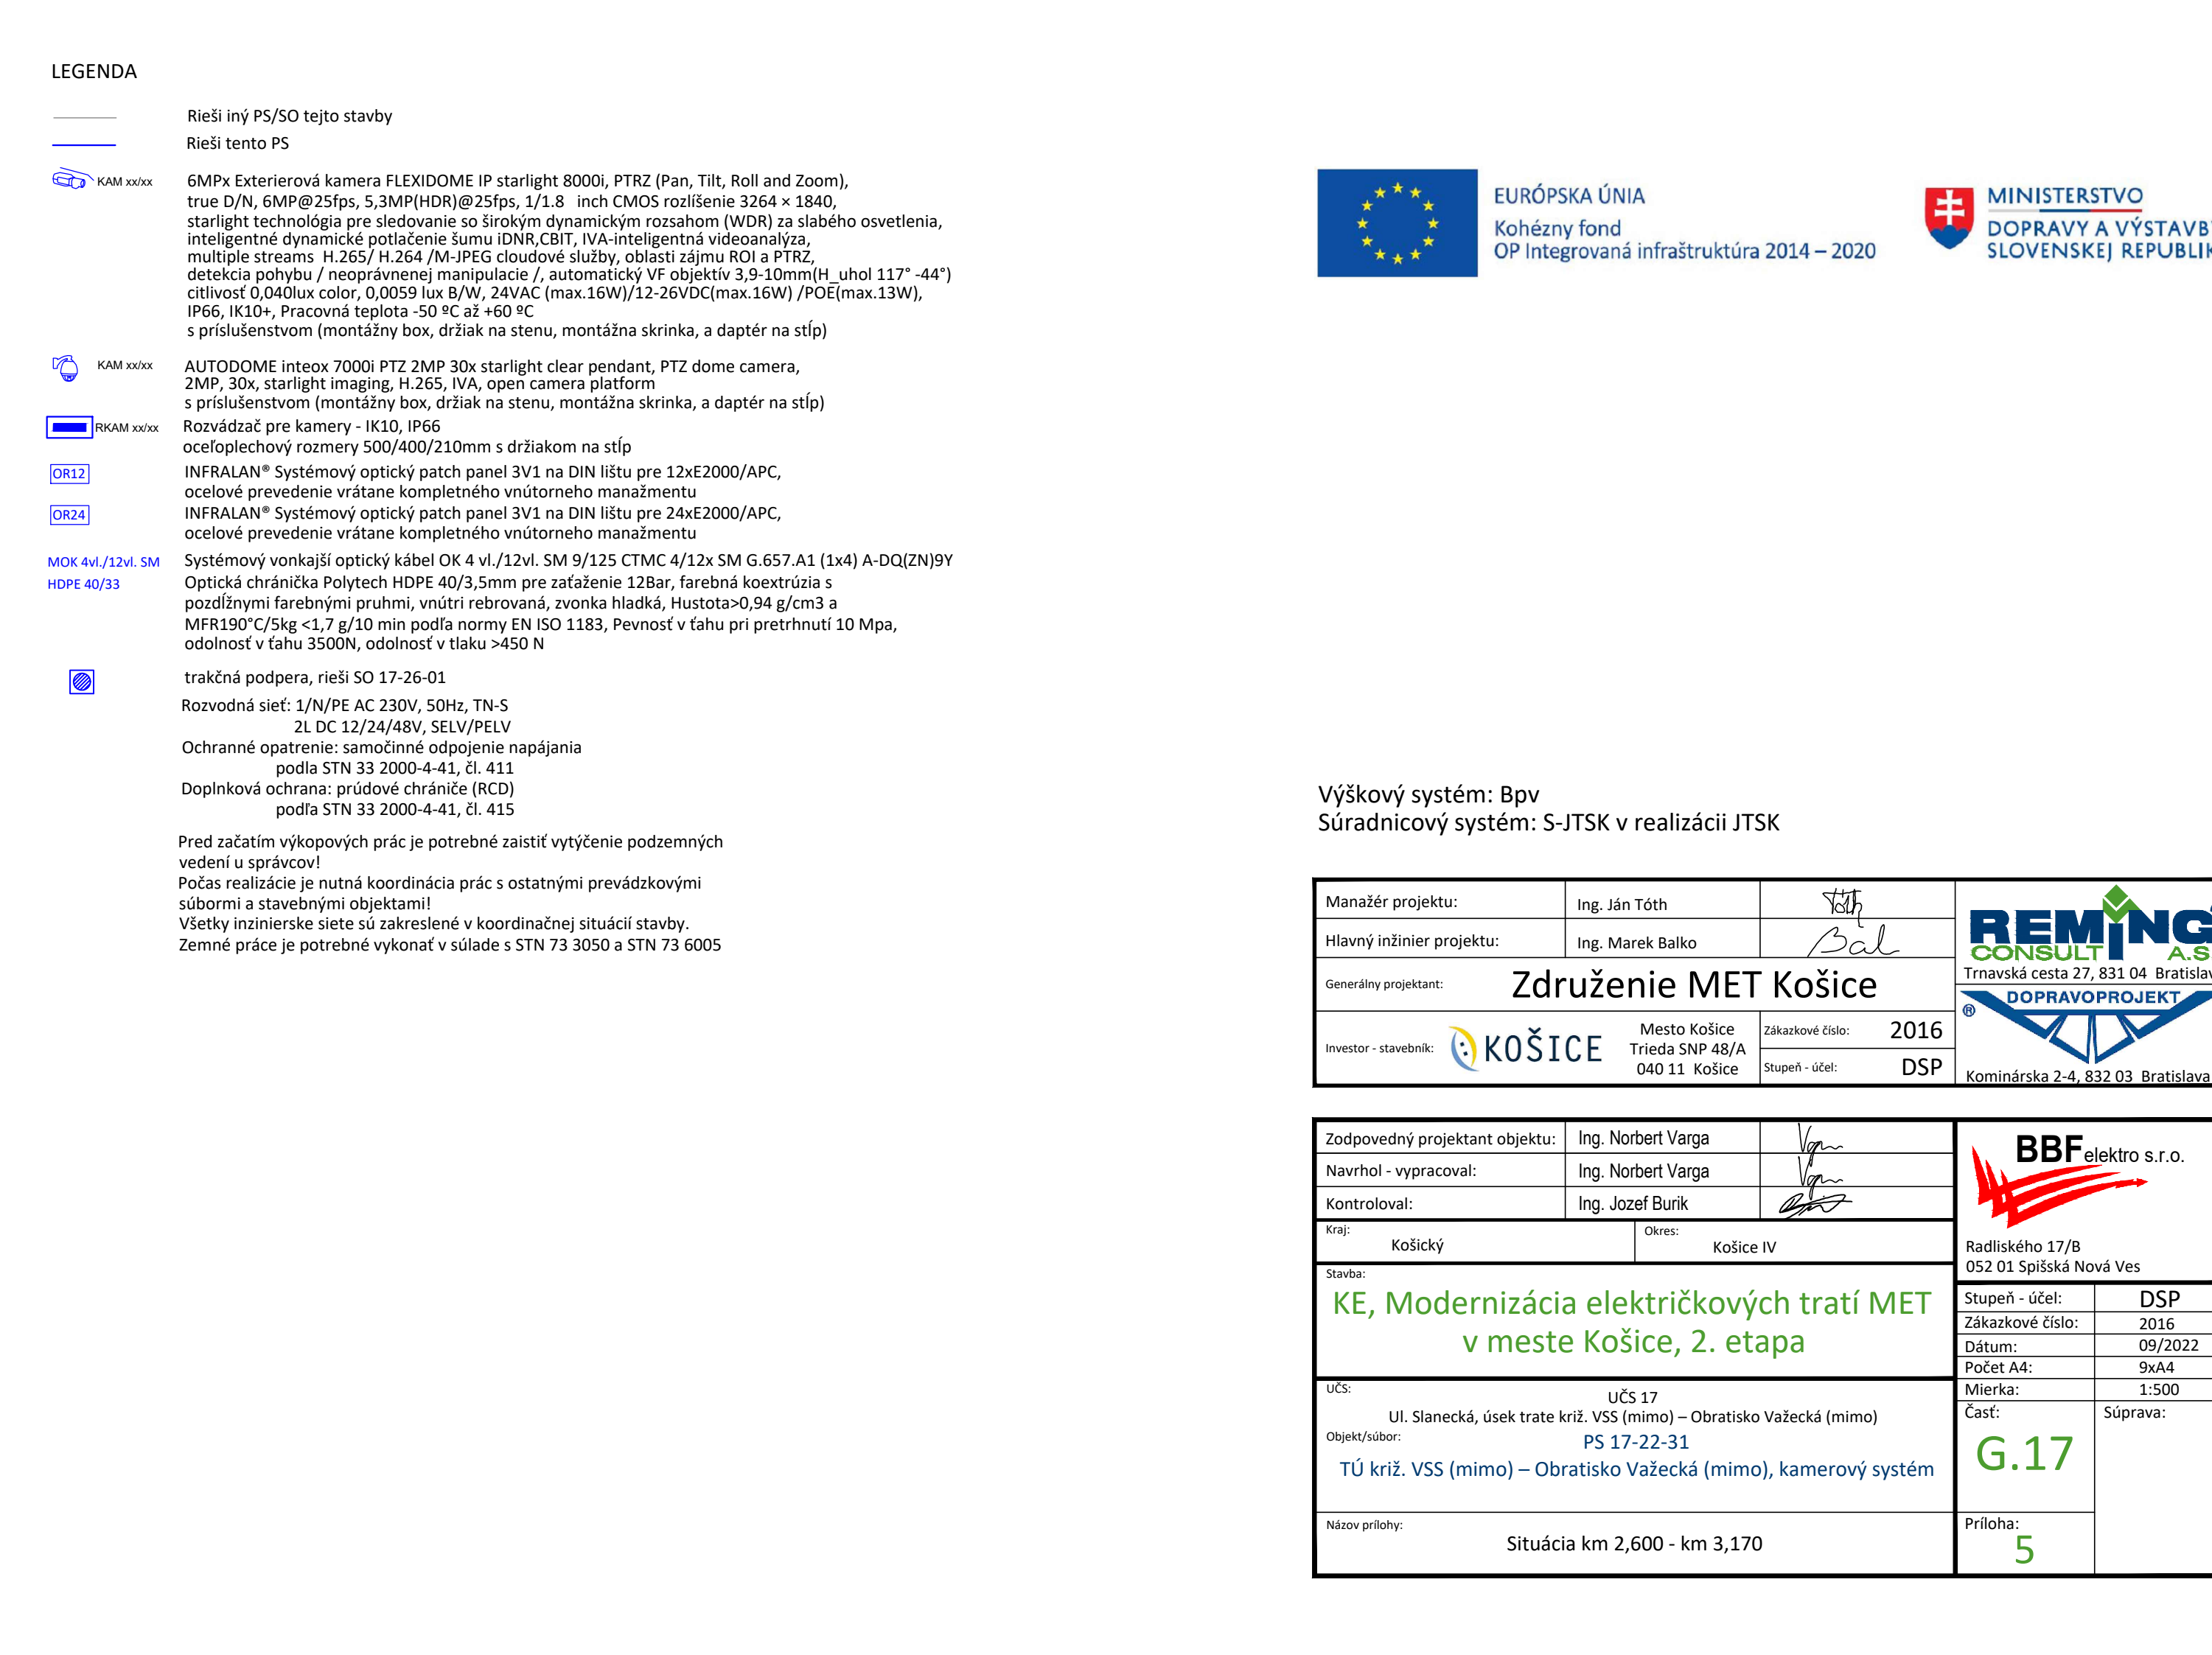 LEGENDA
Rieši iný PS/SO tejto stavby
Rieši tento PS
KAM xx/xx
6MPx Exterierová kamera FLEXIDOME IP starlight 8000i, PTRZ (Pan, Tilt, Roll and Zoom),
true D/N, 6MP@25fps, 5,3MP(HDR)@25fps, 1/1.8 inch CMOS rozlíšenie 3264 × 1840,
starlight technológia pre sledovanie so širokým dynamickým rozsahom (WDR) za slabého osvetlenia,
inteligentné dynamické potlačenie šumu iDNR,CBIT, IVA-inteligentná videoanalýza,
multiple streams H.265/ H.264 /M-JPEG cloudové služby, oblasti zájmu ROI a PTRZ,
detekcia pohybu / neoprávnenej manipulacie /, automatický VF objektív 3,9-10mm(H_uhol 117° -44°)
citlivosť 0,040lux color, 0,0059 lux B/W, 24VAC (max.16W)/12-26VDC(max.16W) /POE(max.13W),
IP66, IK10+, Pracovná teplota -50 ºC až +60 ºC
s príslušenstvom (montážny box, držiak na stenu, montážna skrinka, a daptér na stĺp)
KAM xx/xx
AUTODOME inteox 7000i PTZ 2MP 30x starlight clear pendant, PTZ dome camera,
2MP, 30x, starlight imaging, H.265, IVA, open camera platform
s príslušenstvom (montážny box, držiak na stenu, montážna skrinka, a daptér na stĺp)
RKAM xx/xx
Rozvádzač pre kamery - IK10, IP66
oceľoplechový rozmery 500/400/210mm s držiakom na stĺp
OR12
INFRALAN® Systémový optický patch panel 3V1 na DIN lištu pre 12xE2000/APC,
ocelové prevedenie vrátane kompletného vnútorneho manažmentu
OR24
INFRALAN® Systémový optický patch panel 3V1 na DIN lištu pre 24xE2000/APC,
ocelové prevedenie vrátane kompletného vnútorneho manažmentu
MOK 4vl./12vl. SM
Systémový vonkajší optický kábel OK 4 vl./12vl. SM 9/125 CTMC 4/12x SM G.657.A1 (1x4) A-DQ(ZN)9Y
HDPE 40/33
Optická chránička Polytech HDPE 40/3,5mm pre zaťaženie 12Bar, farebná koextrúzia s
pozdĺžnymi farebnými pruhmi, vnútri rebrovaná, zvonka hladká, Hustota>0,94 g/cm3 a
MFR190°C/5kg <1,7 g/10 min podľa normy EN ISO 1183, Pevnosť v ťahu pri pretrhnutí 10 Mpa,
odolnosť v ťahu 3500N, odolnosť v tlaku >450 N
trakčná podpera, rieši SO 17-26-01
Rozvodná sieť: 1/N/PE AC 230V, 50Hz, TN-S
2L DC 12/24/48V, SELV/PELV
Ochranné opatrenie: samočinné odpojenie napájania
podla STN 33 2000-4-41, čl. 411
Doplnková ochrana: prúdové chrániče (RCD)
podľa STN 33 2000-4-41, čl. 415
Pred začatím výkopových prác je potrebné zaistiť vytýčenie podzemných
vedení u správcov!
Počas realizácie je nutná koordinácia prác s ostatnými prevádzkovými
súbormi a stavebnými objektami!
Všetky inzinierske siete sú zakreslené v koordinačnej situácií stavby.
Zemné práce je potrebné vykonať v súlade s STN 73 3050 a STN 73 6005
EURÓPSKA ÚNIA
Kohézny fond
OP Integrovaná infraštruktúra 2014 – 2020
MINISTERSTVO
DOPRAVY A VÝSTAVB
SLOVENSKEJ REPUBLIK
Výškový systém: Bpv
Súradnicový systém: S-JTSK v realizácii JTSK
Manažér projektu: Ing. Ján Tóth Tóth
Hlavný inžinier projektu: Ing. Marek Balko Bal
Generálny projektant: Združenie MET Košice
Investor - stavebník: KOŠICE
Mesto Košice
Trieda SNP 48/A
040 11 Košice
Zákazkové číslo: 2016
Stupeň - účel: DSP
REMING
CONSULT A.S
Trnavská cesta 27, 831 04 Bratislav
DOPRAVOPROJEKT
®
Kominárska 2-4, 832 03 Bratislava
Zodpovedný projektant objektu: Ing. Norbert Varga
Navrhol - vypracoval: Ing. Norbert Varga
Kontroloval: Ing. Jozef Burik
Kraj: Košický
Okres: Košice IV
BBF elektro s.r.o.
Radliského 17/B
052 01 Spišská Nová Ves
Stavba:
KE, Modernizácia električkových tratí MET
v meste Košice, 2. etapa
Stupeň - účel: DSP
Zákazkové číslo: 2016
Dátum: 09/2022
Počet A4: 9xA4
Mierka: 1:500
UČS:
UČS 17
Ul. Slanecká, úsek trate križ. VSS (mimo) – Obratisko Važecká (mimo)
Objekt/súbor:
PS 17-22-31
TÚ križ. VSS (mimo) – Obratisko Važecká (mimo), kamerový systém
Časť:
G.17
Súprava:
Názov prílohy:
Situácia km 2,600 - km 3,170
Príloha:
5